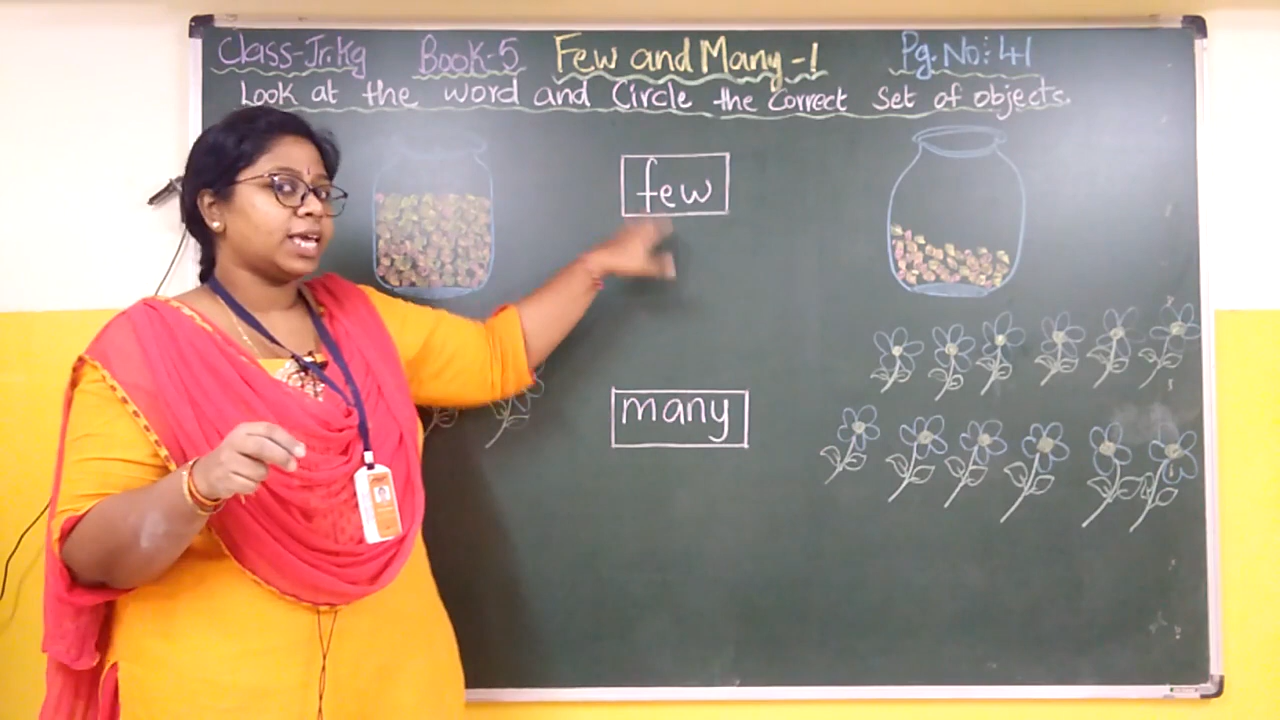 Class-Jr.Kg Book-5 Few and Many-1 Pg.No:41
Look at the word and Circle the correct set of objects.
few
many